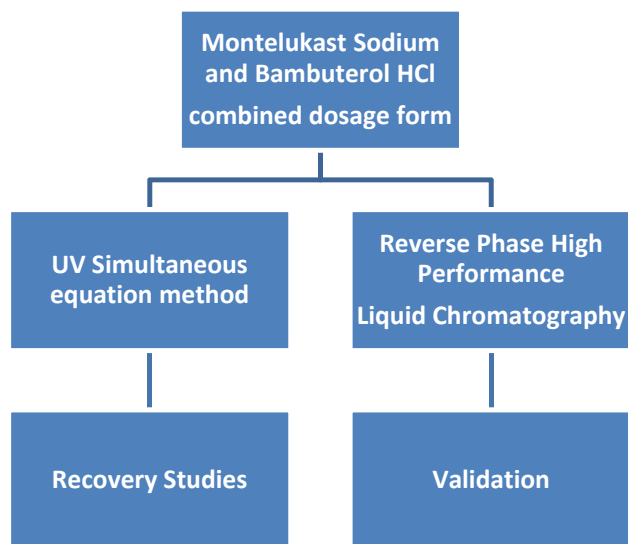 Montelukast Sodium
and Bambuterol HCl
combined dosage form
UV Simultaneous
equation method
Reverse Phase High
Performance
Liquid Chromatography
Recovery Studies
Validation